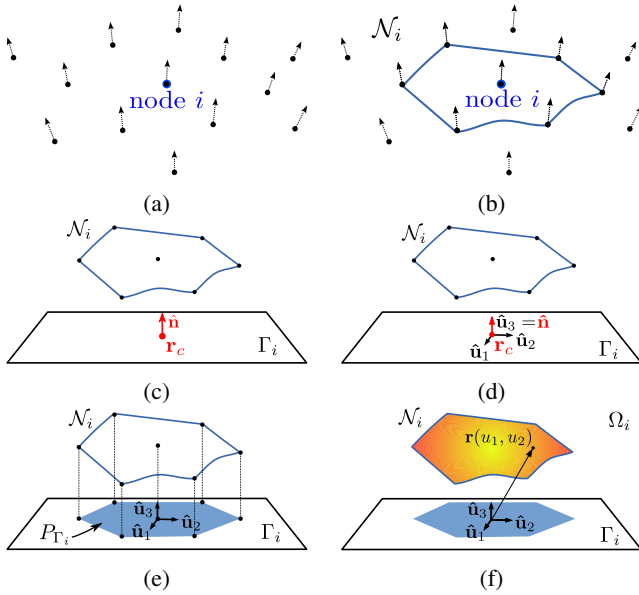 node i
(a)
𝒩ᵢ
node i
(b)
𝒩ᵢ
n̂
r_c
Γᵢ
(c)
𝒩ᵢ
û₃ = n̂
û₁ r_c û₂
Γᵢ
(d)
𝒩ᵢ
û₃
û₁ û₂
P_Γᵢ
Γᵢ
(e)
𝒩ᵢ
r(u₁, u₂)
Ωᵢ
û₃
û₁ û₂
Γᵢ
(f)